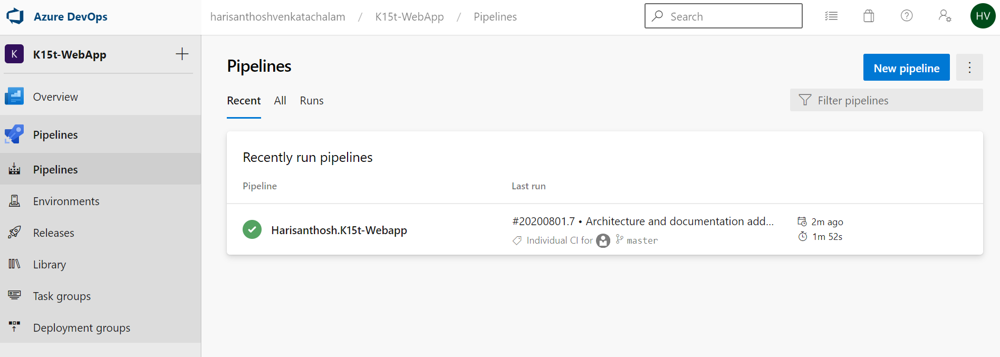 Azure DevOps
harisanthoshvenkatachalam / K15t-WebApp / Pipelines
Search
HV
K K15t-WebApp
Overview
Pipelines
Pipelines
Environments
Releases
Library
Task groups
Deployment groups
Pipelines
New pipeline
Recent All Runs
Filter pipelines
Recently run pipelines
Pipeline Last run
Harisanthosh.K15t-Webapp
#20200801.7 • Architecture and documentation add...
Individual CI for master
2m ago
1m 52s